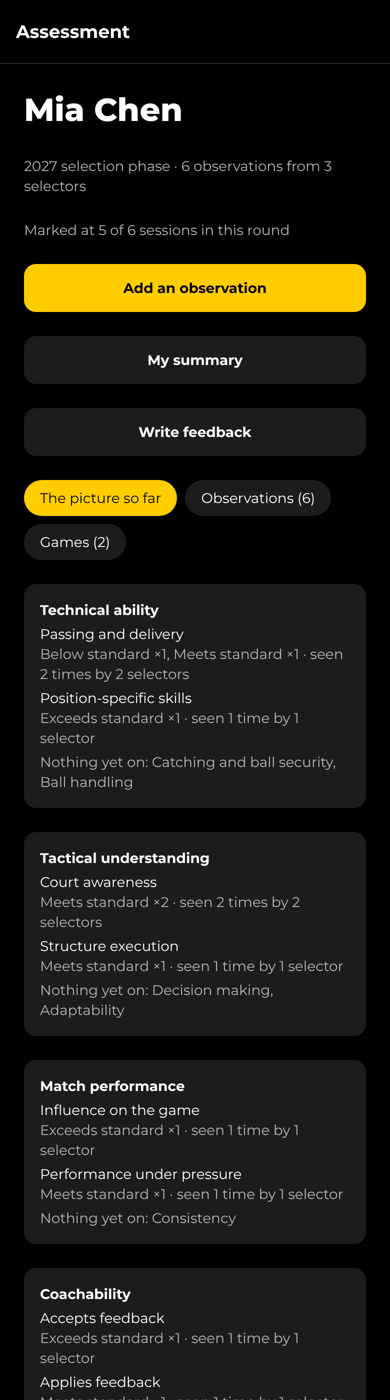 Assessment
Mia Chen
2027 selection phase · 6 observations from 3
selectors
Marked at 5 of 6 sessions in this round
Add an observation
My summary
Write feedback
The picture so far
Observations (6)
Games (2)
Technical ability
Passing and delivery
Below standard ×1, Meets standard ×1 · seen
2 times by 2 selectors
Position-specific skills
Exceeds standard ×1 · seen 1 time by 1
selector
Nothing yet on: Catching and ball security,
Ball handling
Tactical understanding
Court awareness
Meets standard ×2 · seen 2 times by 2
selectors
Structure execution
Meets standard ×1 · seen 1 time by 1 selector
Nothing yet on: Decision making,
Adaptability
Match performance
Influence on the game
Exceeds standard ×1 · seen 1 time by 1
selector
Performance under pressure
Meets standard ×1 · seen 1 time by 1 selector
Nothing yet on: Consistency
Coachability
Accepts feedback
Exceeds standard ×1 · seen 1 time by 1
selector
Applies feedback